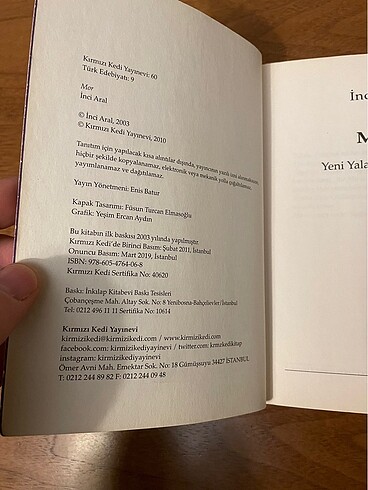 Kırmızı Kedi Yayınevi: 60
Türk Edebiyatı: 9
Mor
İnci Aral
© İnci Aral, 2003
© Kırmızı Kedi Yayınevi, 2010
Tanıtım için yapılacak kısa alıntılar dışında, yayıncının yazılı izni alınmaksızın
hiçbir şekilde kopyalanamaz, elektronik veya mekanik yolla çoğaltılamaz,
yayımlanamaz ve dağıtılamaz.
Yayın Yönetmeni: Enis Batur
Kapak Tasarımı: Füsun Turcan Elmasoğlu
Grafik: Yeşim Ercan Aydın
Bu kitabın ilk baskısı 2003 yılında yapılmıştır.
Kırmızı Kedi'de Birinci Basım: Şubat 2011, İstanbul
Onuncu Basım: Mart 2019, İstanbul
ISBN: 978-605-4764-06-8
Kırmızı Kedi Sertifika No: 40620
Baskı: İnkılap Kitabevi Baskı Tesisleri
Çobançeşme Mah. Altay Sok. No: 8 Yenibosna-Bahçelievler/İstanbul
Tel: 0212 496 11 11 Sertifika No: 10614
Kırmızı Kedi Yayınevi
kirmizikedi@kirmizikedi.com / www.kirmizikedi.com
facebook.com: kirmizikediyayinevi / twitter.com: krmzkedikitap
instagram: kirmizikediyayinevi
Ömer Avni Mah. Emektar Sok. No: 18 Gümüşsuyu 34427 İSTANBUL
T: 0212 244 89 82 F: 0212 244 09 48
İnc
M
Yeni Yala